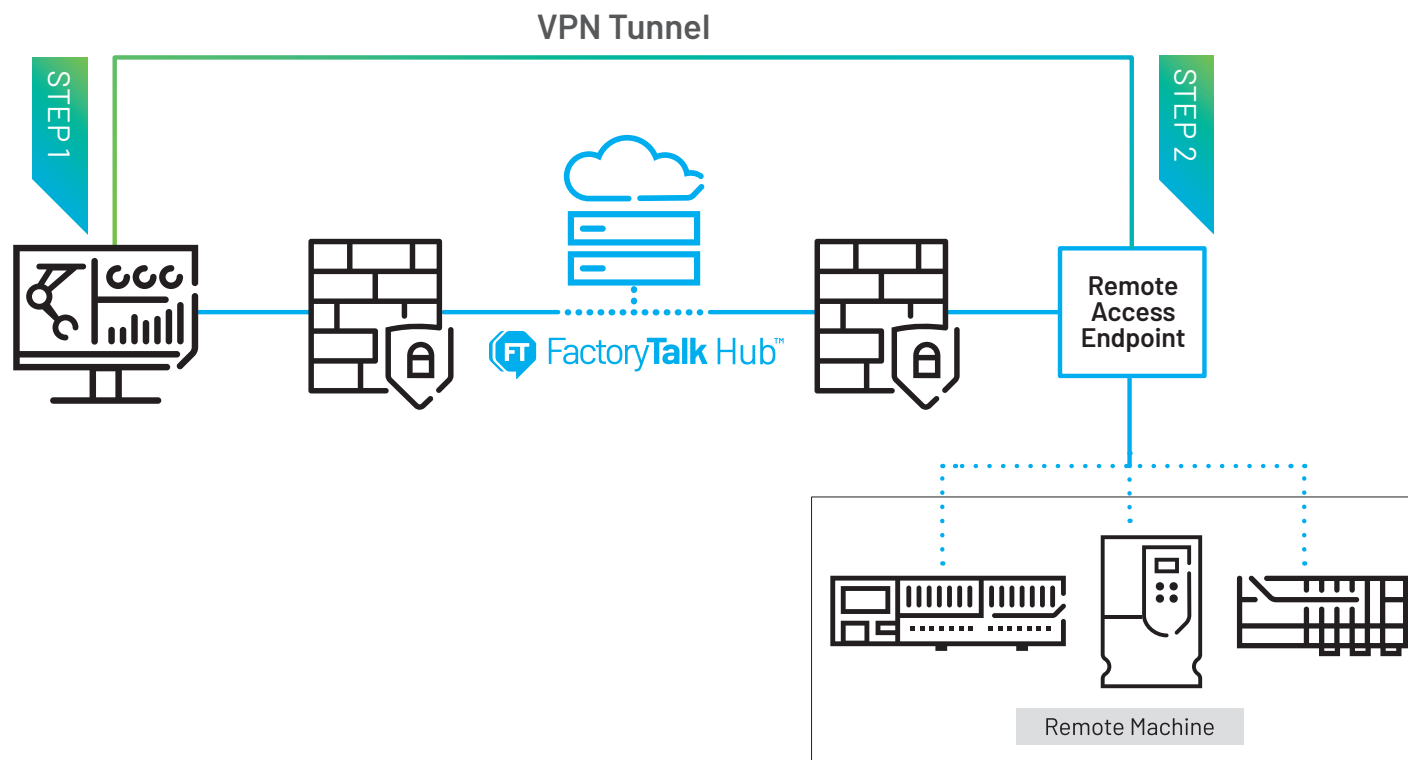 VPN Tunnel
STEP 1
STEP 2
Remote
Access
Endpoint
FT FactoryTalk Hub™
Remote Machine